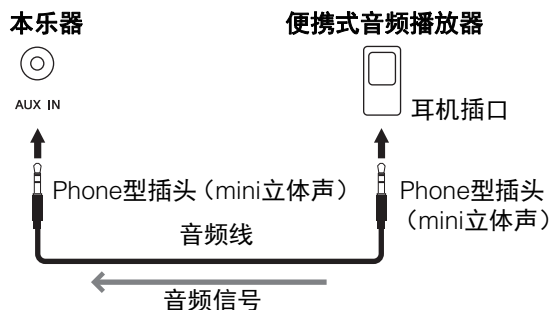 本乐器
便携式音频播放器
AUX IN
耳机插口
Phone型插头（mini立体声）
Phone型插头
（mini立体声）
音频线
音频信号